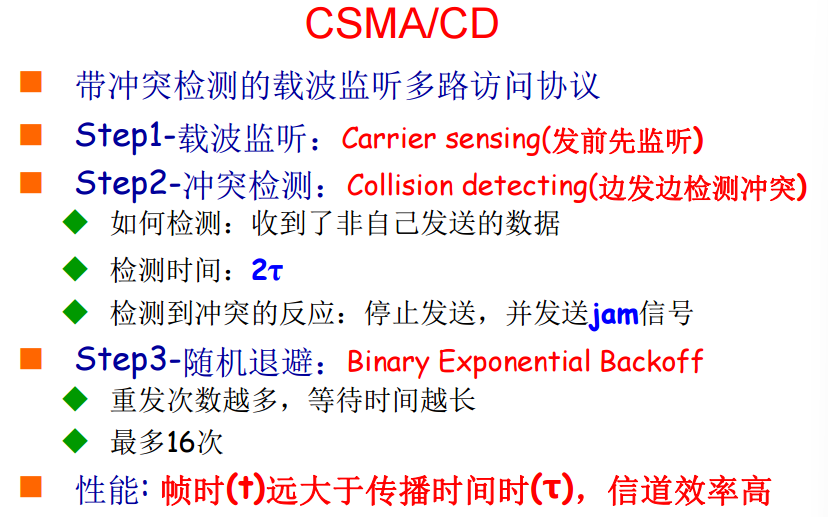 CSMA/CD
带冲突检测的载波监听多路访问协议
Step1-载波监听：Carrier sensing(发前先监听)
Step2-冲突检测：Collision detecting(边发边检测冲突)
如何检测：收到了非自己发送的数据
检测时间：2τ
检测到冲突的反应：停止发送，并发送jam信号
Step3-随机退避：Binary Exponential Backoff
重发次数越多，等待时间越长
最多16次
性能: 帧时(t)远大于传播时间时(τ)，信道效率高